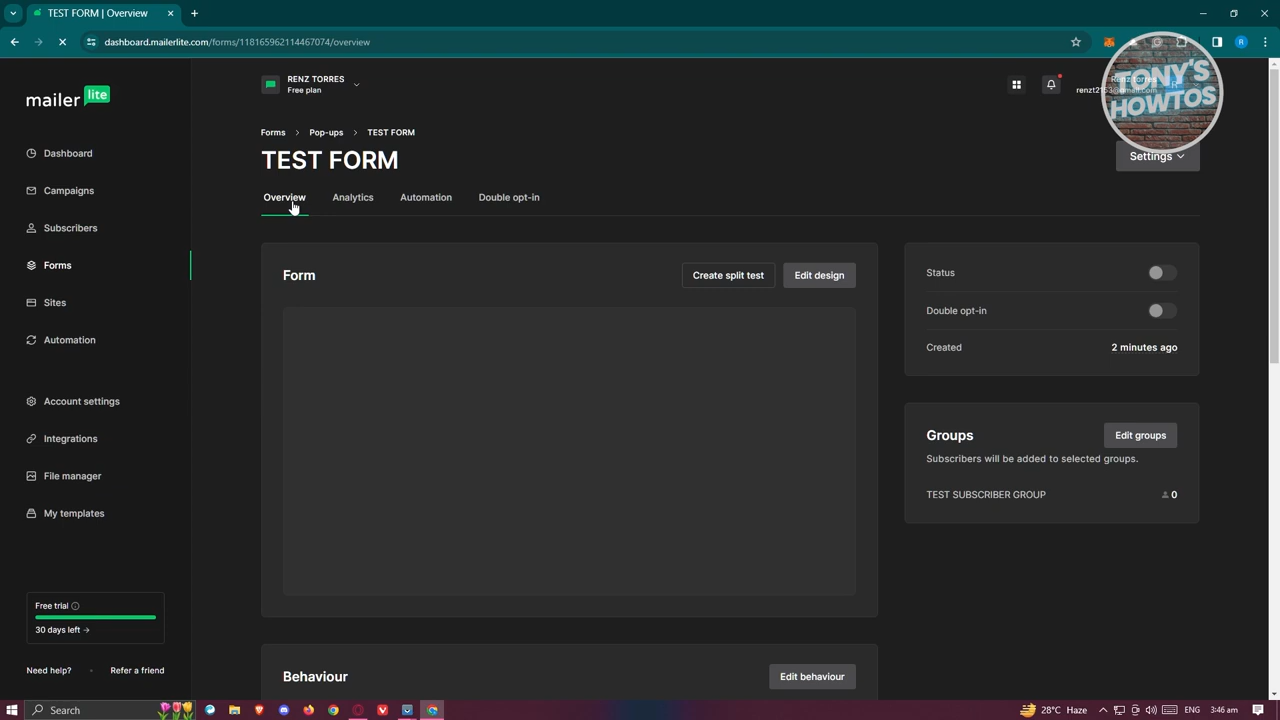 TEST FORM | Overview
dashboard.mailerlite.com/forms/118165962114467074/overview
R
mailer lite
RENZ TORRES
Free plan
TONY'S
HOWTOS
Forms > Pop-ups > TEST FORM
TEST FORM
Settings
Overview
Analytics
Automation
Double opt-in
Dashboard
Campaigns
Subscribers
Forms
Sites
Automation
Account settings
Integrations
File manager
My templates
Free trial
30 days left →
Need help?
Refer a friend
Form
Create split test
Edit design
Status
Double opt-in
Created 2 minutes ago
Groups
Edit groups
Subscribers will be added to selected groups.
TEST SUBSCRIBER GROUP 0
Behaviour
Edit behaviour
Search
28°C Haze
ENG
3:46 am